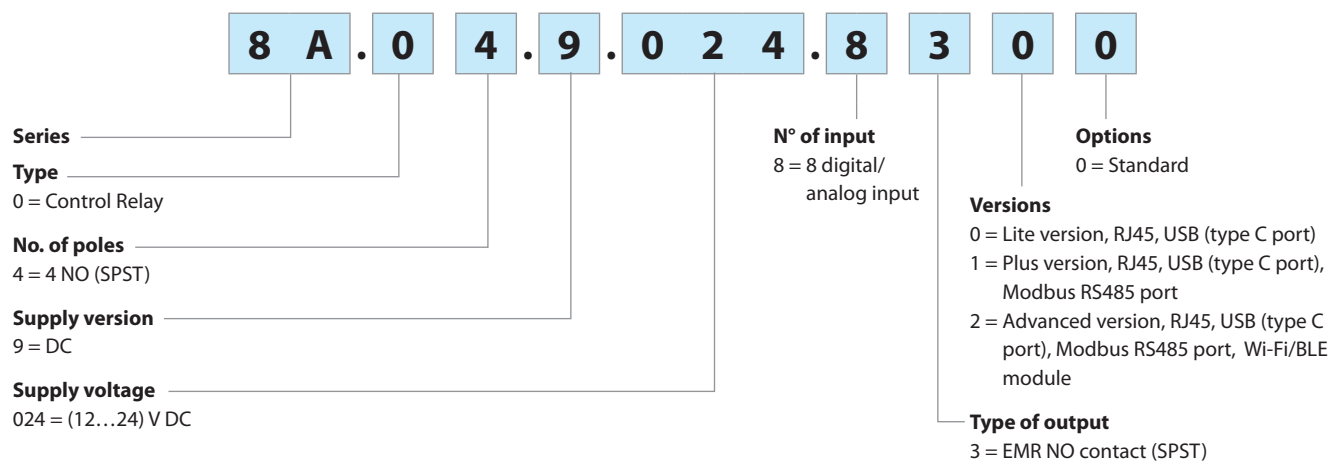 8 A . 0 4 . 9 . 0 2 4 . 8 3 0 0
Series
Type
0 = Control Relay
No. of poles
4 = 4 NO (SPST)
Supply version
9 = DC
Supply voltage
024 = (12…24) V DC
N° of input
8 = 8 digital/
analog input
Options
0 = Standard
Versions
0 = Lite version, RJ45, USB (type C port)
1 = Plus version, RJ45, USB (type C port),
Modbus RS485 port
2 = Advanced version, RJ45, USB (type C
port), Modbus RS485 port, Wi-Fi/BLE
module
Type of output
3 = EMR NO contact (SPST)